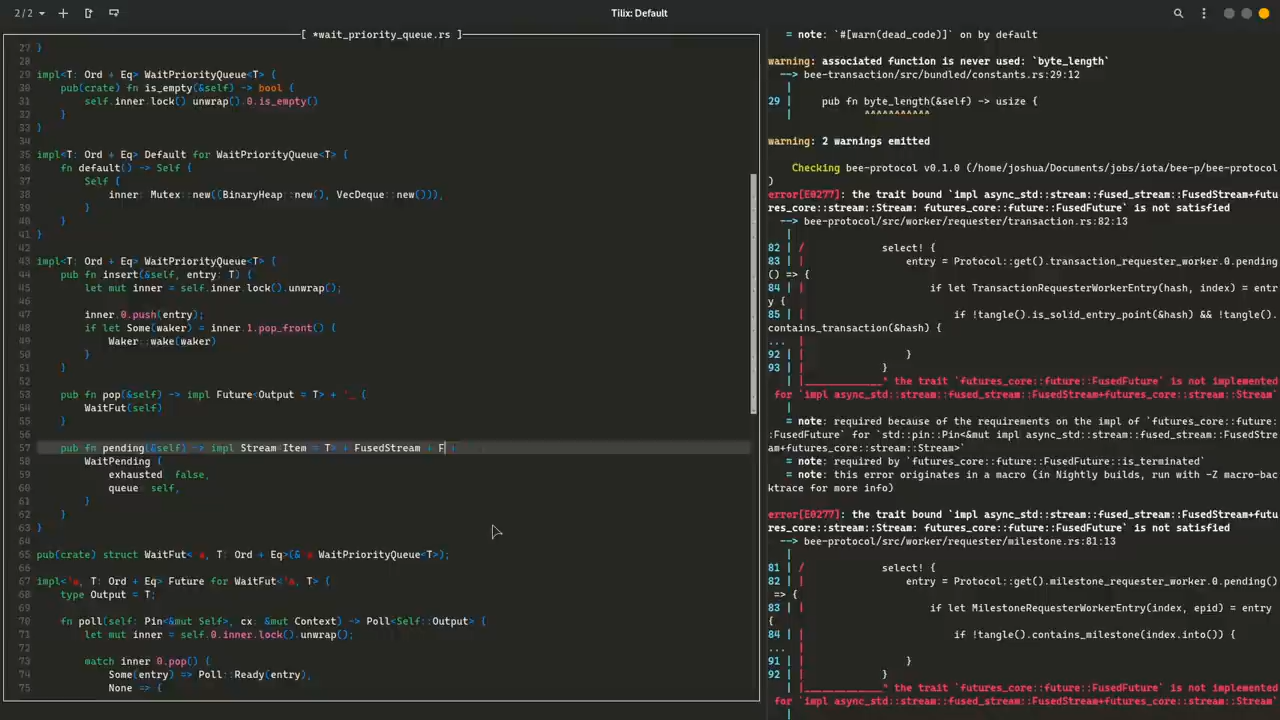 2/2
Tilix: Default
[ *wait_priority_queue.rs ]
27 }
28
29 impl<T: Ord + Eq> WaitPriorityQueue<T> {
30 pub(crate) fn is_empty(&self) -> bool {
31 self.inner.lock().unwrap().0.is_empty()
32 }
33 }
34
35 impl<T: Ord + Eq> Default for WaitPriorityQueue<T> {
36 fn default() -> Self {
37 Self {
38 inner: Mutex::new((BinaryHeap::new(), VecDeque::new())),
39 }
40 }
41 }
42
43 impl<T: Ord + Eq> WaitPriorityQueue<T> {
44 pub fn insert(&self, entry: T) {
45 let mut inner = self.inner.lock().unwrap();
46
47 inner.0.push(entry);
48 if let Some(waker) = inner.1.pop_front() {
49 Waker::wake(waker)
50 }
51 }
52
53 pub fn pop(&self) -> impl Future<Output = T> + '_ {
54 WaitFut(self)
55 }
56
57 pub fn pending(&self) -> impl Stream<Item = T> + FusedStream + F +
58 WaitPending {
59 exhausted: false,
60 queue: self,
61 }
62 }
63 }
64
65 pub(crate) struct WaitFut<'a, T: Ord + Eq>(&'a WaitPriorityQueue<T>);
66
67 impl<'a, T: Ord + Eq> Future for WaitFut<'a, T> {
68 type Output = T;
69
70 fn poll(self: Pin<&mut Self>, cx: &mut Context) -> Poll<Self::Output> {
71 let mut inner = self.0.inner.lock().unwrap();
72
73 match inner.0.pop() {
74 Some(entry) => Poll::Ready(entry),
75 None => {
= note: `#[warn(dead_code)]` on by default
warning: associated function is never used: `byte_length`
--> bee-transaction/src/bundled/constants.rs:29:12
|
29 | pub fn byte_length(&self) -> usize {
| ^^^^^^^^^^^
warning: 2 warnings emitted
Checking bee-protocol v0.1.0 (/home/joshua/Documents/jobs/iota/bee-p/bee-protocol
)
error[E0277]: the trait bound `impl async_std::stream::fused_stream::FusedStream+futu
res_core::stream::Stream: futures_core::future::FusedFuture` is not satisfied
--> bee-protocol/src/worker/requester/transaction.rs:82:13
|
82 | / select! {
83 | | entry = Protocol::get().transaction_requester_worker.0.pending
() => {
84 | | if let TransactionRequesterWorkerEntry(hash, index) = entr
y {
85 | | if !tangle().is_solid_entry_point(&hash) && !tangle().
contains_transaction(&hash) {
... |
92 | | }
93 | | }
| |_____________^ the trait `futures_core::future::FusedFuture` is not implemented
for `impl async_std::stream::fused_stream::FusedStream+futures_core::stream::Stream`
|
= note: required because of the requirements on the impl of `futures_core::future:
:FusedFuture` for `std::pin::Pin<&mut impl async_std::stream::fused_stream::FusedStre
am+futures_core::stream::Stream>`
= note: required by `futures_core::future::FusedFuture::is_terminated`
= note: this error originates in a macro (in Nightly builds, run with -Z macro-bac
ktrace for more info)
error[E0277]: the trait bound `impl async_std::stream::fused_stream::FusedStream+futu
res_core::stream::Stream: futures_core::future::FusedFuture` is not satisfied
--> bee-protocol/src/worker/requester/milestone.rs:81:13
|
81 | / select! {
82 | | entry = Protocol::get().milestone_requester_worker.0.pending()
=> {
83 | | if let MilestoneRequesterWorkerEntry(index, epid) = entry
{
84 | | if !tangle().contains_milestone(index.into()) {
... |
91 | | }
92 | | }
| |_____________^ the trait `futures_core::future::FusedFuture` is not implemented
for `impl async_std::stream::fused_stream::FusedStream+futures_core::stream::Stream`
|